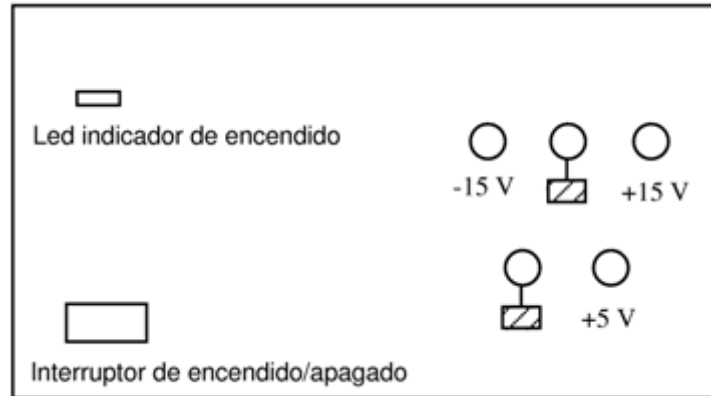 Led indicador de encendido
-15 V
+15 V
+5 V
Interruptor de encendido/apagado